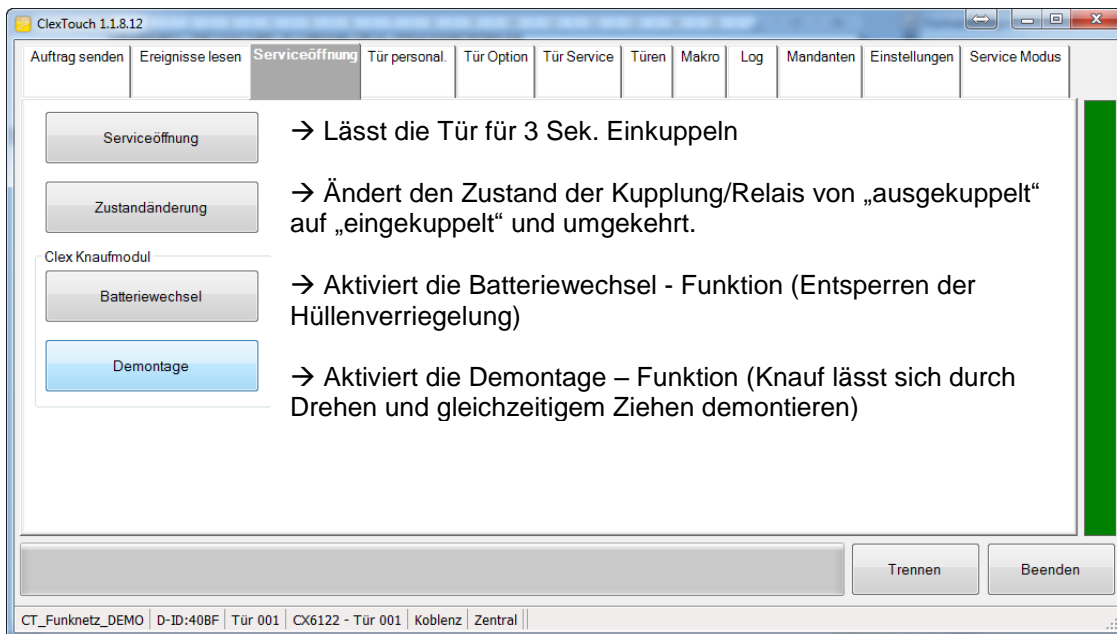 ClexTouch 1.1.8.12
Auftrag senden Ereignisse lesen Serviceöffnung Tür personal. Tür Option Tür Service Türen Makro Log Mandanten Einstellungen Service Modus
Serviceöffnung
→ Lässt die Tür für 3 Sek. Einkuppeln
Zustandänderung
→ Ändert den Zustand der Kupplung/Relais von „ausgekuppelt“
auf „eingekuppelt“ und umgekehrt.
Clex Knaufmodul
Batteriewechsel
→ Aktiviert die Batteriewechsel - Funktion (Entsperren der
Hüllenverriegelung)
Demontage
→ Aktiviert die Demontage – Funktion (Knauf lässt sich durch
Drehen und gleichzeitigem Ziehen demontieren)
Trennen Beenden
CT_Funknetz_DEMO D-ID:40BF Tür 001 CX6122 - Tür 001 Koblenz Zentral